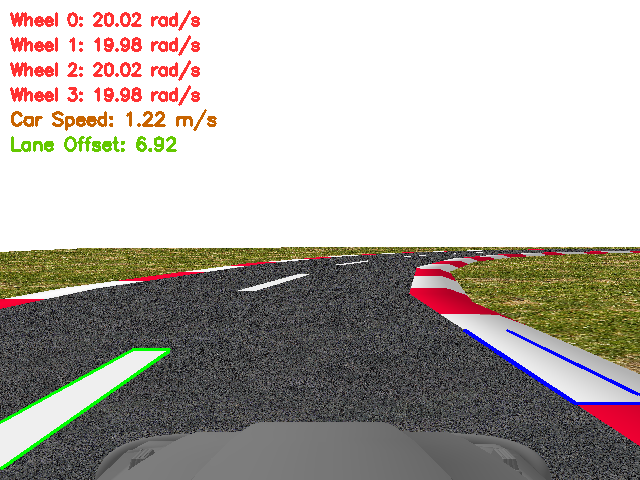 Wheel 0: 20.02 rad/s
Wheel 1: 19.98 rad/s
Wheel 2: 20.02 rad/s
Wheel 3: 19.98 rad/s
Car Speed: 1.22 m/s
Lane Offset: 6.92